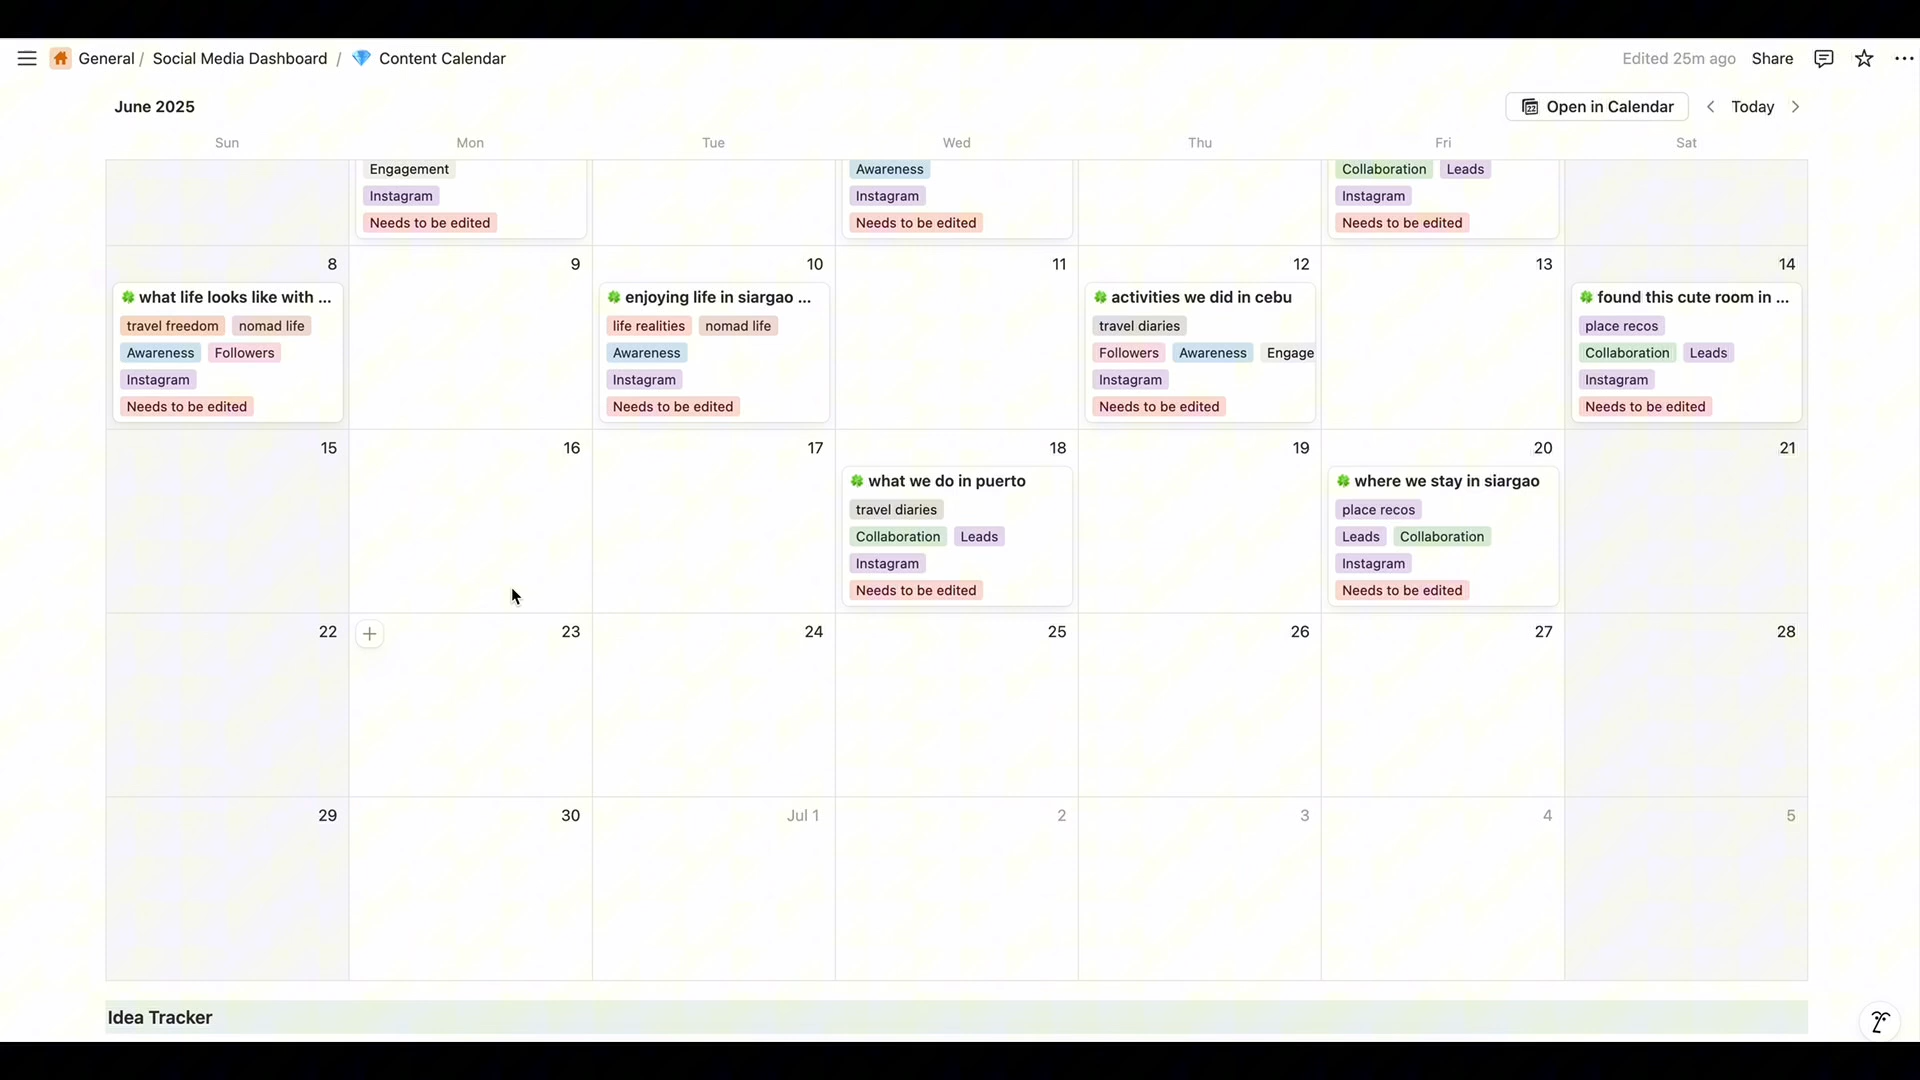 General / Social Media Dashboard / Content Calendar
Edited 25m ago Share
June 2025
Open in Calendar Today
Sun Mon Tue Wed Thu Fri Sat
Engagement
Instagram
Needs to be edited
Awareness
Instagram
Needs to be edited
Collaboration Leads
Instagram
Needs to be edited
8
what life looks like with ...
travel freedom nomad life
Awareness Followers
Instagram
Needs to be edited
9
10
enjoying life in siargao ...
life realities nomad life
Awareness
Instagram
Needs to be edited
11
12
activities we did in cebu
travel diaries
Followers Awareness Engage
Instagram
Needs to be edited
13
14
found this cute room in ...
place recos
Collaboration Leads
Instagram
Needs to be edited
15
16
17
18
what we do in puerto
travel diaries
Collaboration Leads
Instagram
Needs to be edited
19
20
where we stay in siargao
place recos
Leads Collaboration
Instagram
Needs to be edited
21
22 23 24 25 26 27 28
29 30 Jul 1 2 3 4 5
Idea Tracker